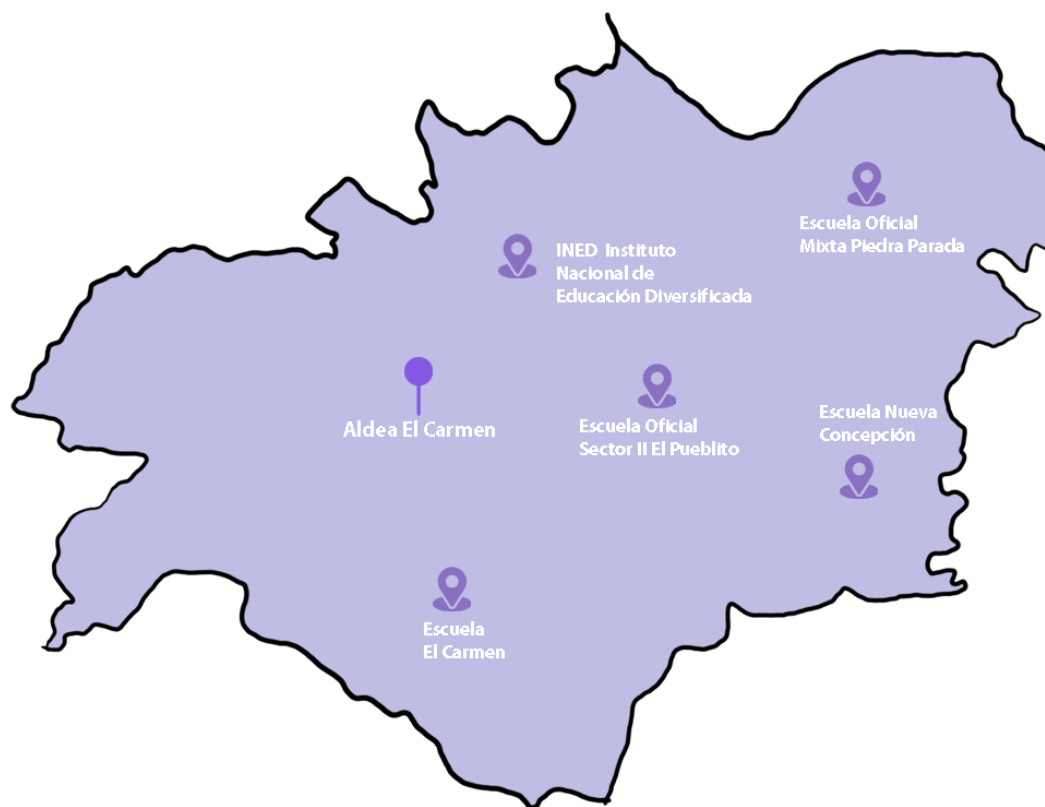 Escuela Oficial
Mixta Piedra Parada
INED Instituto
Nacional de
Educación Diversificada
Aldea El Carmen
Escuela Oficial
Sector II El Pueblito
Escuela Nueva
Concepción
Escuela
El Carmen